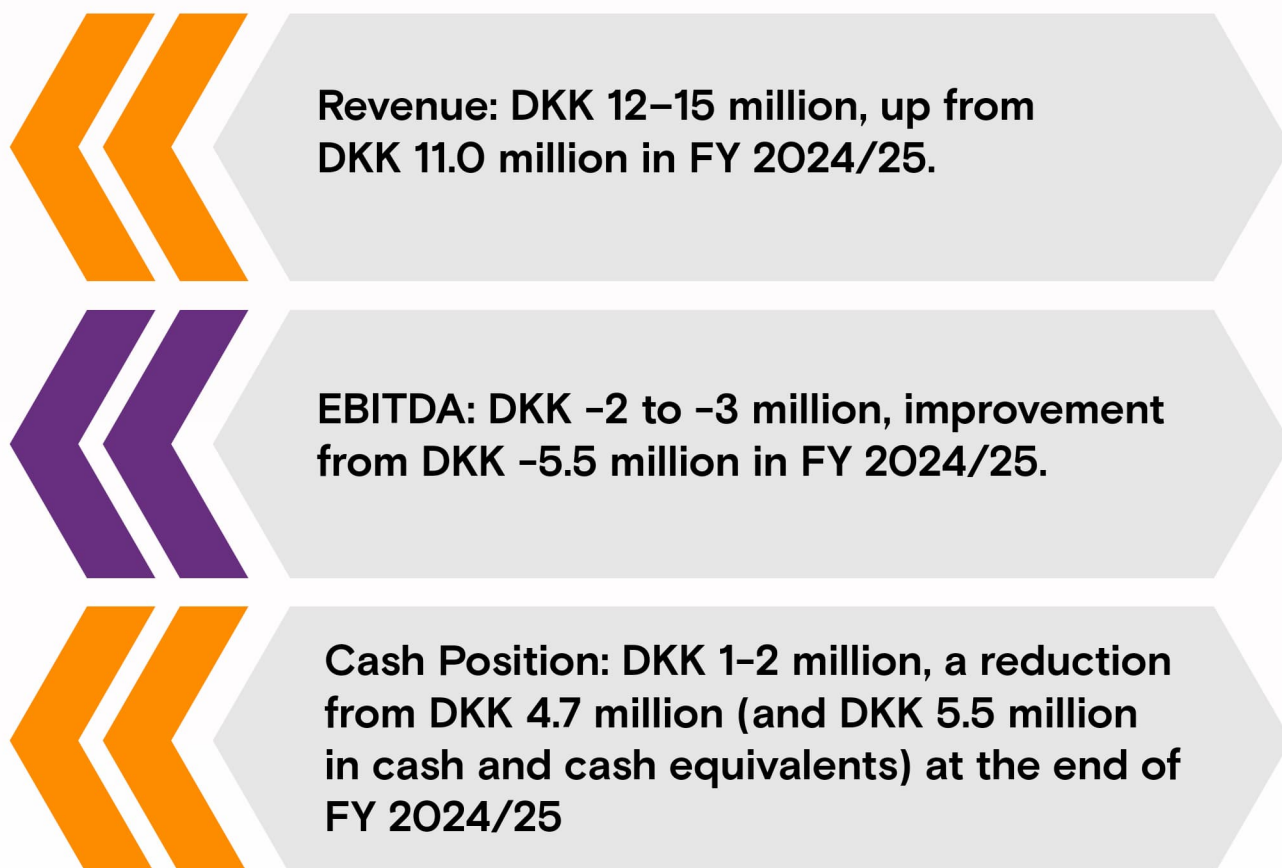 Revenue: DKK 12–15 million, up from
DKK 11.0 million in FY 2024/25.
EBITDA: DKK -2 to -3 million, improvement
from DKK -5.5 million in FY 2024/25.
Cash Position: DKK 1-2 million, a reduction
from DKK 4.7 million (and DKK 5.5 million
in cash and cash equivalents) at the end of
FY 2024/25